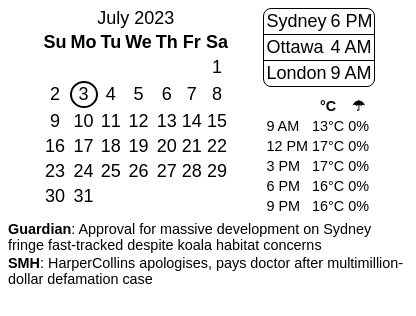 July 2023
Su Mo Tu We Th Fr Sa
1
2 3 4 5 6 7 8
9 10 11 12 13 14 15
16 17 18 19 20 21 22
23 24 25 26 27 28 29
30 31
Sydney 6 PM
Ottawa 4 AM
London 9 AM
°C ☂
9 AM 13°C 0%
12 PM 17°C 0%
3 PM 17°C 0%
6 PM 16°C 0%
9 PM 16°C 0%
Guardian: Approval for massive development on Sydney
fringe fast-tracked despite koala habitat concerns
SMH: HarperCollins apologises, pays doctor after multimillion-
dollar defamation case